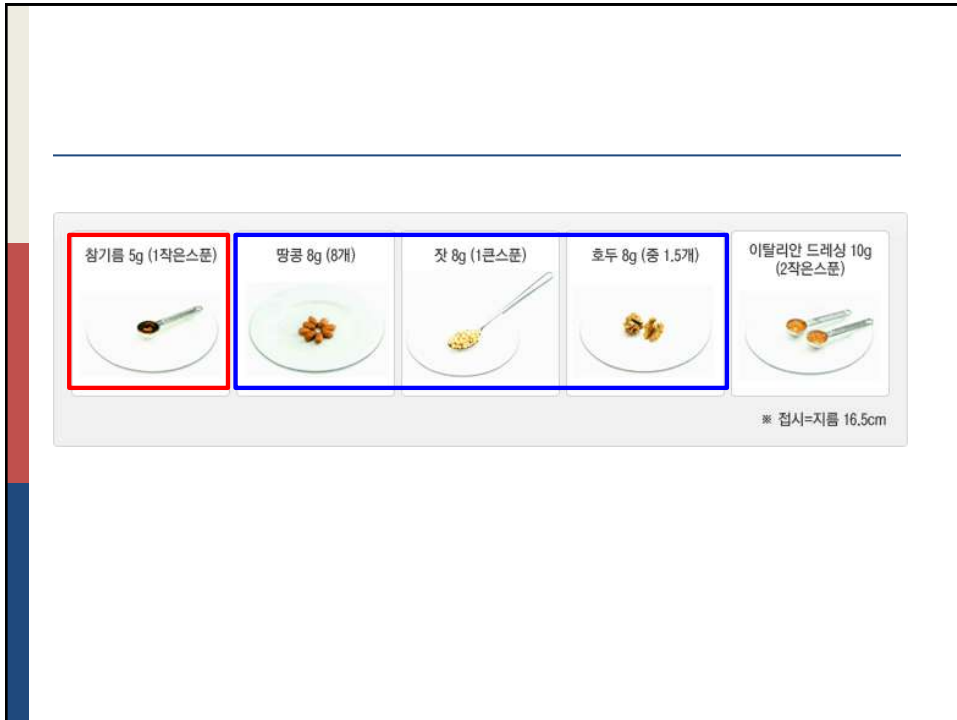 참기름 5g (1작은스푼)
땅콩 8g (8개)
잣 8g (1큰스푼)
호두 8g (중 1.5개)
이탈리안 드레싱 10g
(2작은스푼)
※ 접시=지름 16.5cm